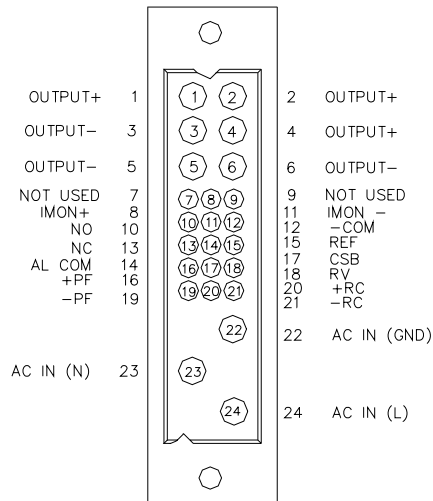 OUTPUT+ 1 1 2 2 OUTPUT+
OUTPUT- 3 3 4 4 OUTPUT+
OUTPUT- 5 5 6 6 OUTPUT-
NOT USED 7 7 8 9 9 NOT USED
IMON+ 8 11 IMON -
NO 10 10 11 12 12 -COM
NC 13 13 14 15 15 REF
AL COM 14 17 CSB
+PF 16 16 17 18 18 RV
-PF 19 19 20 21 20 +RC
21 -RC
22 22 AC IN (GND)
AC IN (N) 23 23
24 24 AC IN (L)